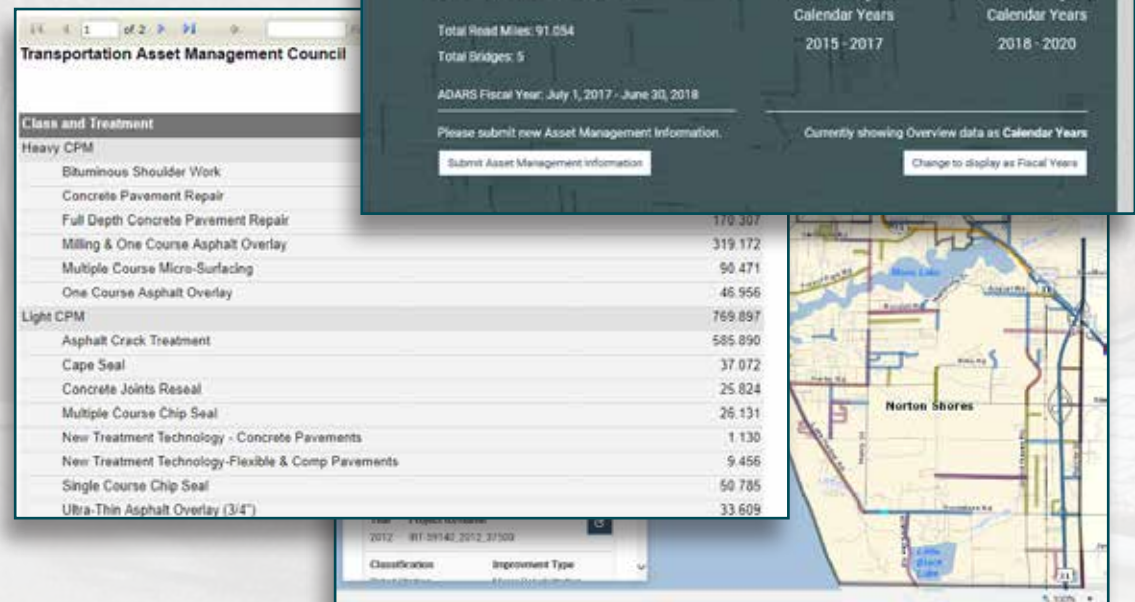 1 of 2
Transportation Asset Management Council
Class and Treatment
Heavy CPM
Bituminous Shoulder Work
Concrete Pavement Repair
Full Depth Concrete Pavement Repair 170.307
Milling & One Course Asphalt Overlay 319.172
Multiple Course Micro-Surfacing 90.471
One Course Asphalt Overlay 46.956
Light CPM 769.897
Asphalt Crack Treatment 585.890
Cape Seal 37.072
Concrete Joints Reseal 25.824
Multiple Course Chip Seal 26.131
New Treatment Technology - Concrete Pavements 1.130
New Treatment Technology-Flexible & Comp Pavements 9.456
Single Course Chip Seal 50.785
Ultra-Thin Asphalt Overlay (3/4") 33.609
Total Road Miles: 91.054
Total Bridges: 5
ADARS Fiscal Year: July 1, 2017 - June 30, 2018
Please submit new Asset Management Information.
Submit Asset Management Information
Calendar Years
2015 - 2017
Calendar Years
2018 - 2020
Currently showing Overview data as Calendar Years
Change to display as Fiscal Years
Mona Lake
Norton Shores
Little Black Lake
31
2012
Classification Improvement Type
100%